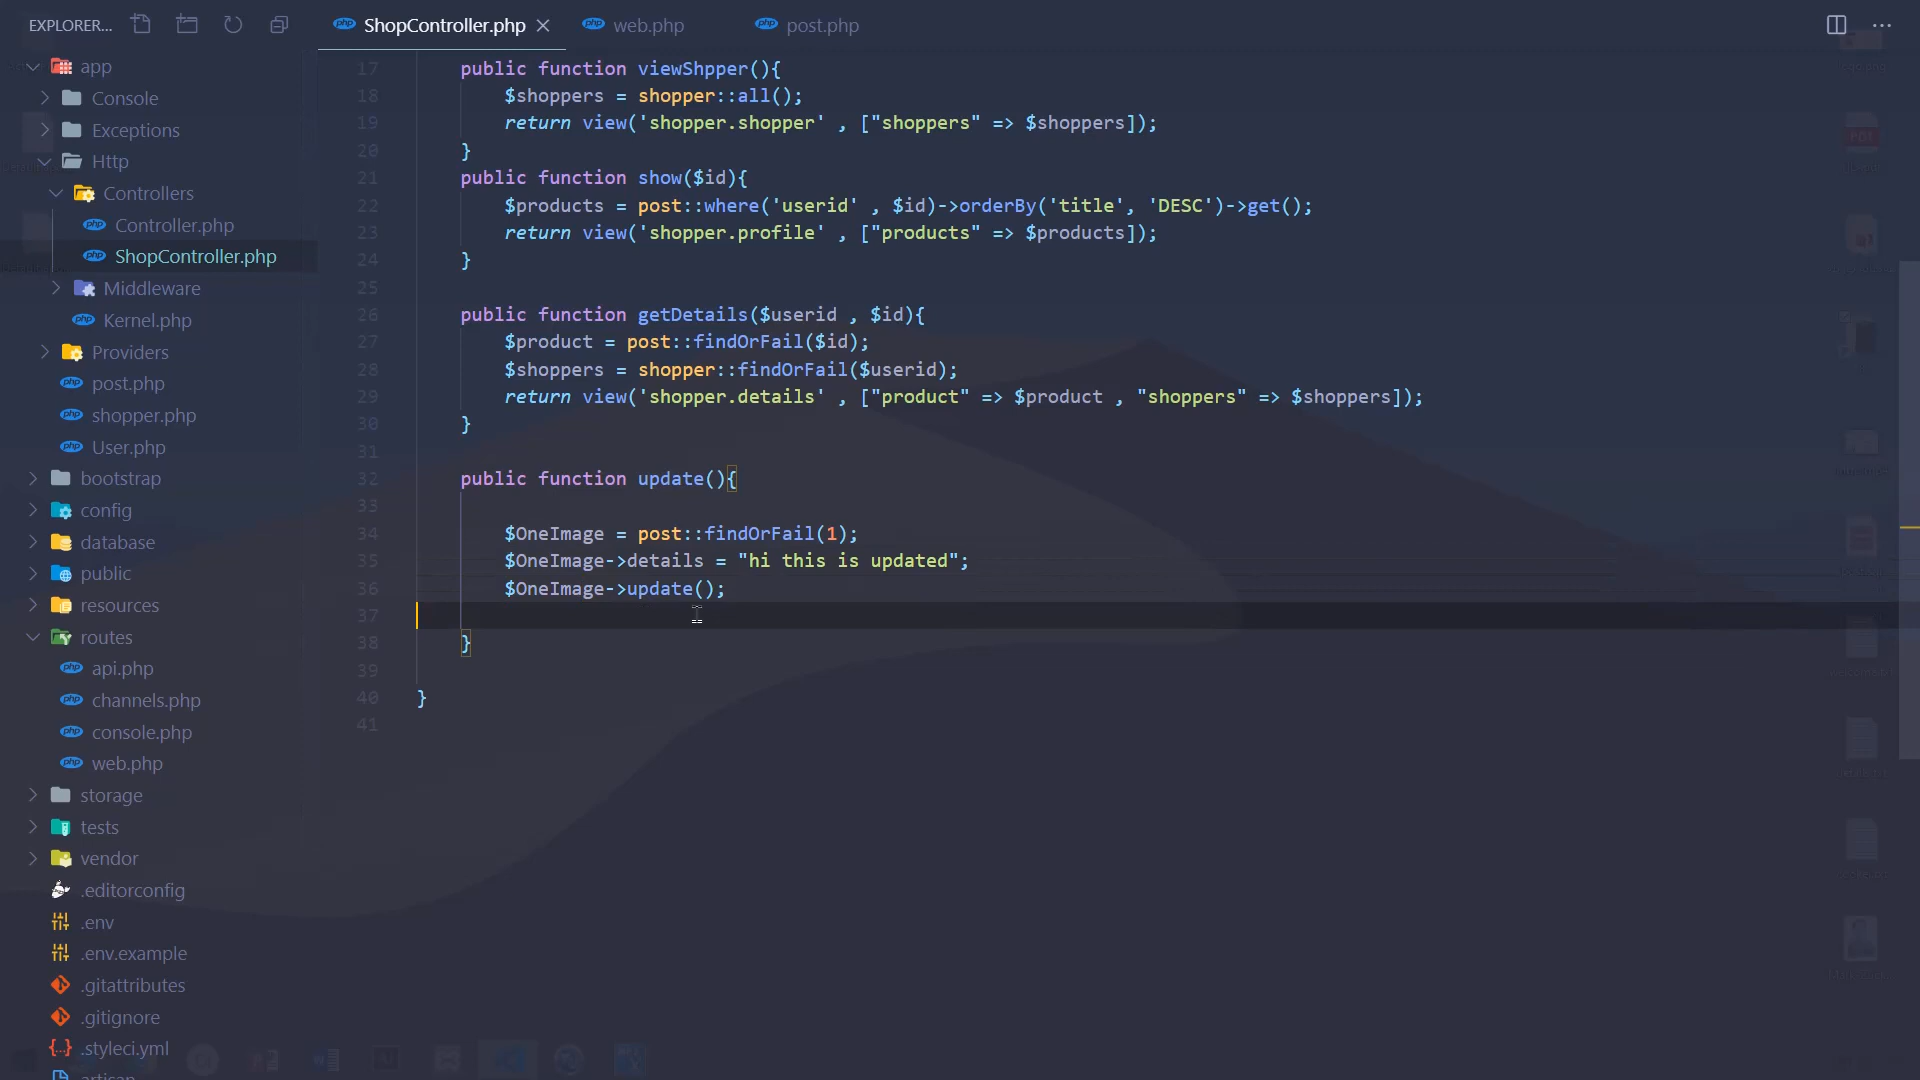 EXPLORER...
app
Console
Exceptions
Http
Controllers
Controller.php
ShopController.php
Middleware
Kernel.php
Providers
post.php
shopper.php
User.php
bootstrap
config
database
public
resources
routes
api.php
channels.php
console.php
web.php
storage
tests
vendor
.editorconfig
.env
.env.example
.gitattributes
.gitignore
.styleci.yml
artisan
ShopController.php
web.php
post.php
17 public function viewShpper(){
18 $shoppers = shopper::all();
19 return view('shopper.shopper' , ["shoppers" => $shoppers]);
20 }
21 public function show($id){
22 $products = post::where('userid' , $id)->orderBy('title', 'DESC')->get();
23 return view('shopper.profile' , ["products" => $products]);
24 }
25
26 public function getDetails($userid , $id){
27 $product = post::findOrFail($id);
28 $shoppers = shopper::findOrFail($userid);
29 return view('shopper.details' , ["product" => $product , "shoppers" => $shoppers]);
30 }
31
32 public function update(){
33
34 $OneImage = post::findOrFail(1);
35 $OneImage->details = "hi this is updated";
36 $OneImage->update();
37
38 }
39
40 }
41